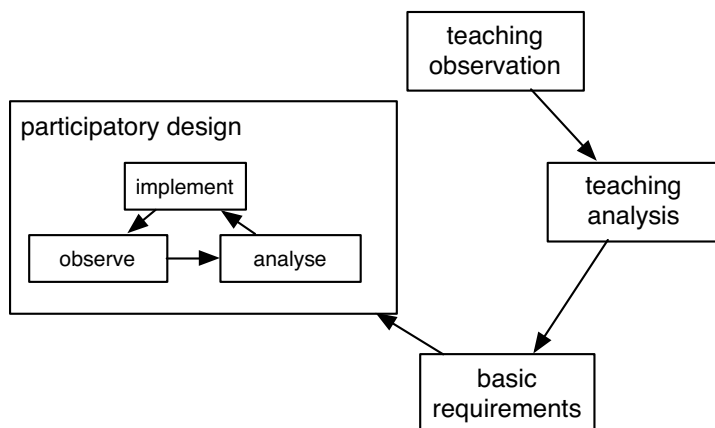 teaching
observation
participatory design
implement
observe
analyse
teaching
analysis
basic
requirements